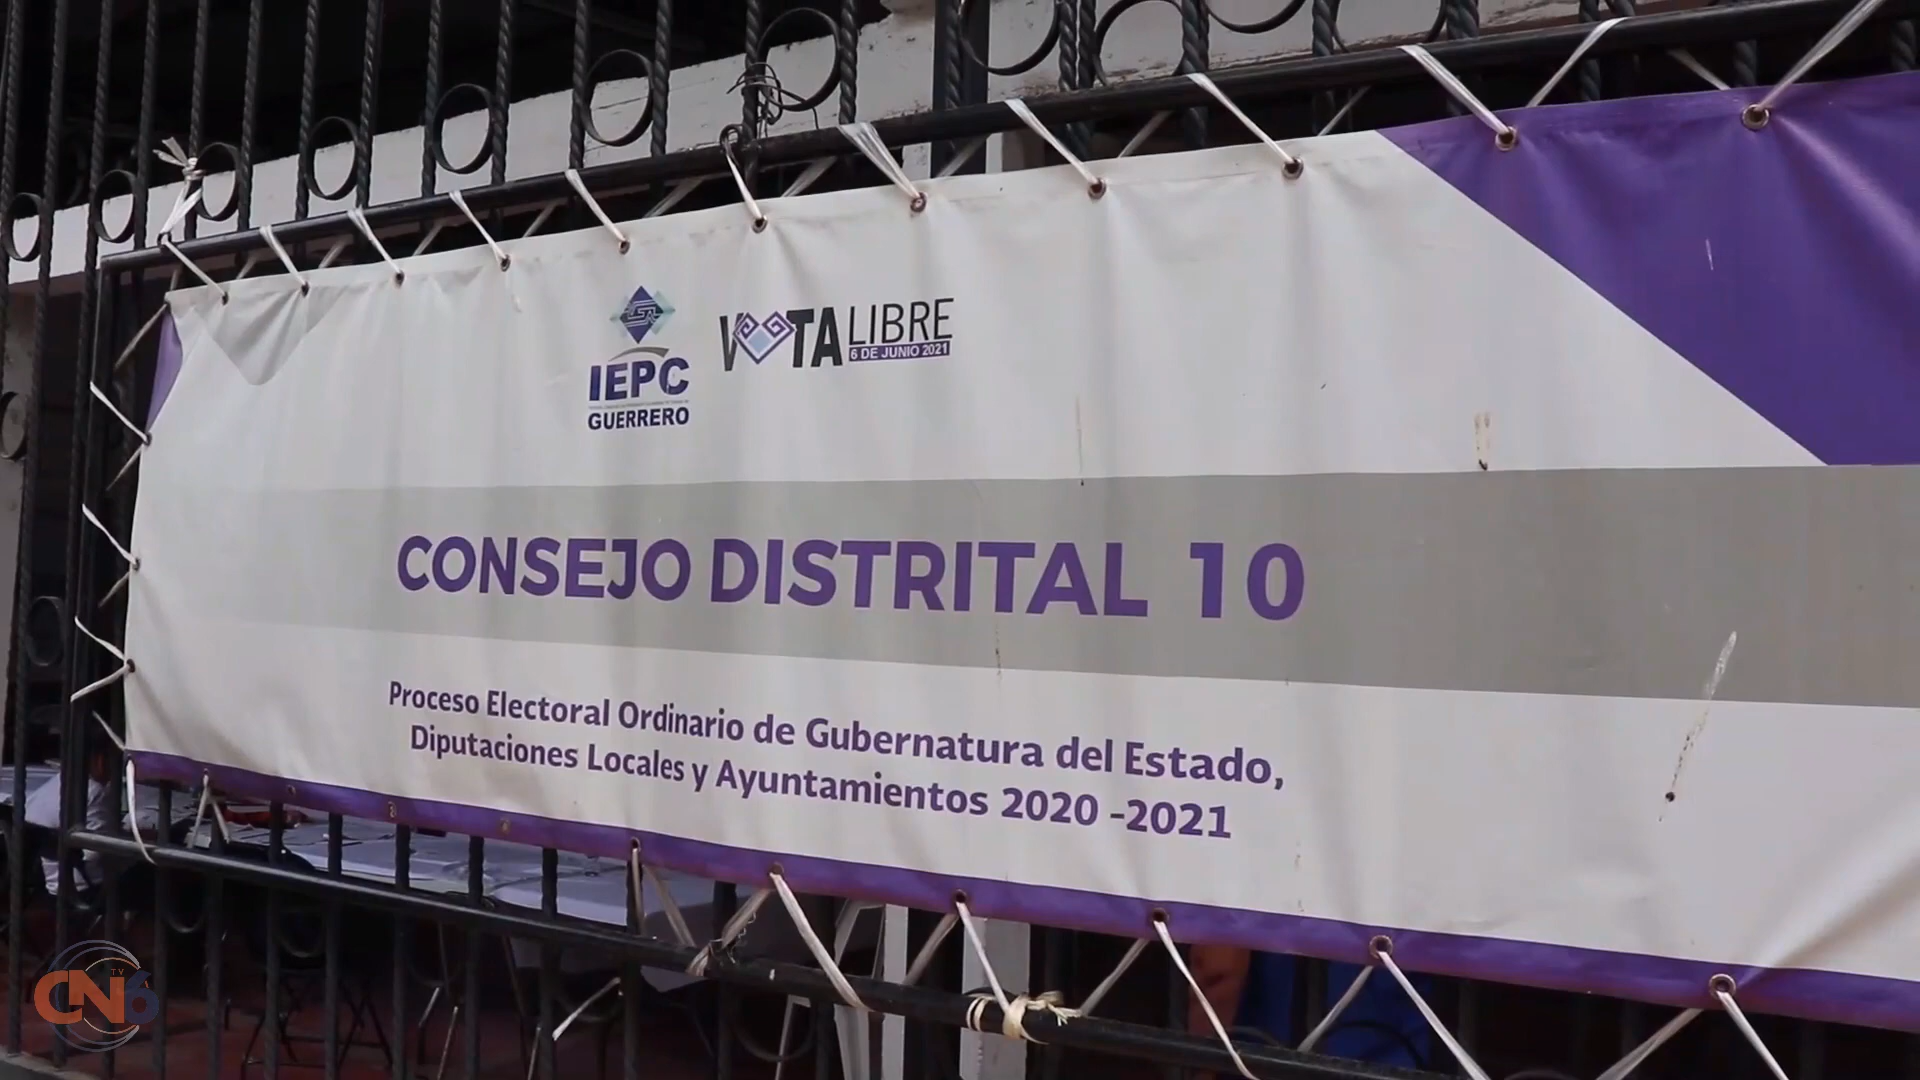 IEPC
GUERRERO
VOTA LIBRE
6 DE JUNIO 2021
CONSEJO DISTRITAL 10
Proceso Electoral Ordinario de Gubernatura del Estado,
Diputaciones Locales y Ayuntamientos 2020 -2021
CN6 TV